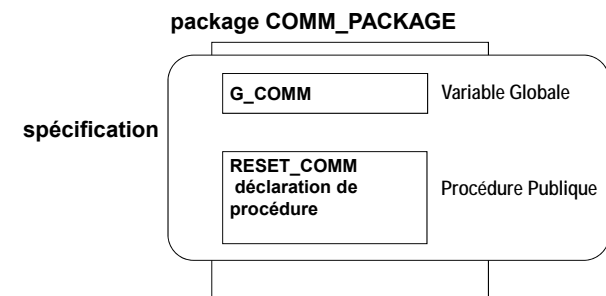 package COMM_PACKAGE
G_COMM
Variable Globale
spécification
RESET_COMM
déclaration de
procédure
Procédure Publique